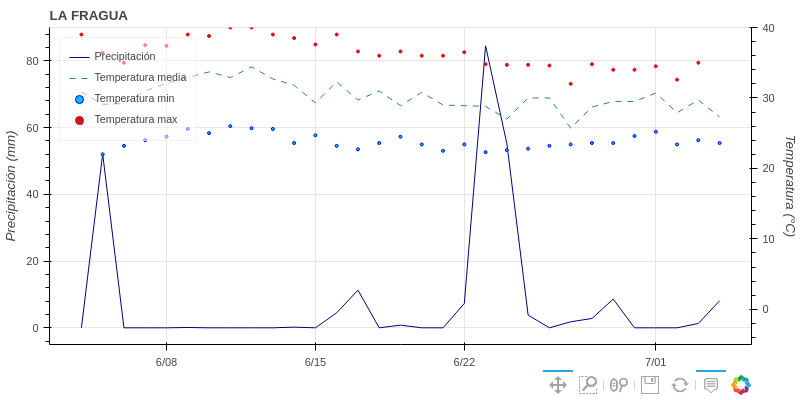 LA FRAGUA
Precipitación
Temperatura media
Temperatura min
Temperatura max
Precipitación (mm)
80
60
40
20
0
Temperatura (°C)
40
30
20
10
0
6/08
6/15
6/22
7/01